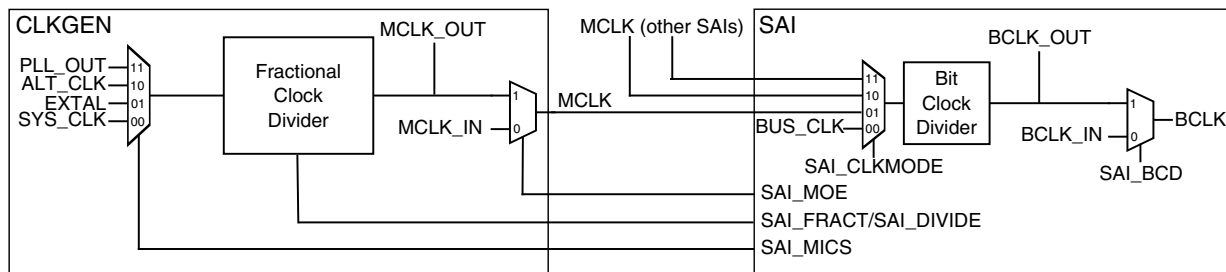 CLKGEN
PLL_OUT
ALT_CLK
EXTAL
SYS_CLK
11
10
01
00
Fractional
Clock
Divider
MCLK_OUT
MCLK_IN
1
0
MCLK
MCLK (other SAIs)
SAI
BUS_CLK
11
10
01
00
SAI_CLKMODE
Bit
Clock
Divider
BCLK_OUT
BCLK_IN
1
0
BCLK
SAI_BCD
SAI_MOE
SAI_FRACT/SAI_DIVIDE
SAI_MICS